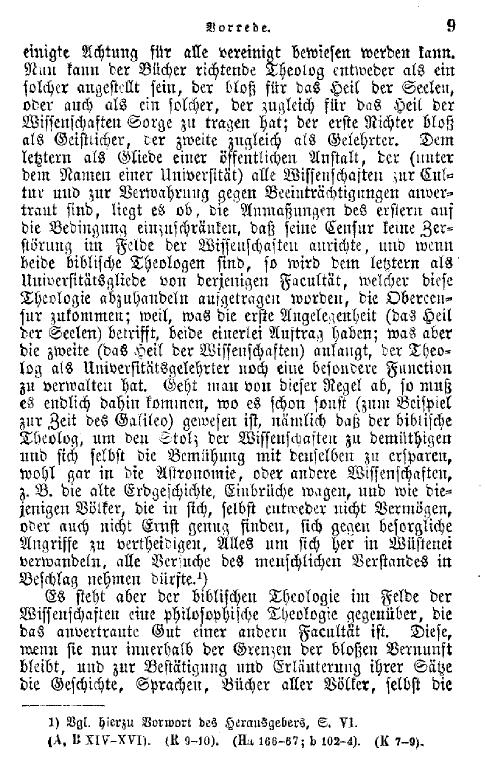 Vorrede. 9
einigte Achtung für alle vereinigt bewiesen werden kann.
Nun kann der Bücher richtende Theolog entweder als ein
solcher angestellt sein, der bloß für das Heil der Seelen,
oder auch als ein solcher, der zugleich für das Heil der
Wissenschaften Sorge zu tragen hat; der erste Richter bloß
als Geistlicher, der zweite zugleich als Gelehrter. Dem
letztern als Gliede einer öffentlichen Anstalt, der (unter
dem Namen einer Universität) alle Wissenschaften zur Cul-
tur und zur Verwahrung gegen Beeinträchtigungen anver-
traut sind, liegt es ob, die Anmaßungen des erstern auf
die Bedingung einzuschränken, daß seine Censur keine Zer-
störung im Felde der Wissenschaften anrichte, und wenn
beide biblische Theologen sind, so wird dem letztern als
Universitätsgliede von derjenigen Facultät, welcher diese
Theologie abzuhandeln aufgetragen worden, die Obercen-
sur zukommen; weil, was die erste Angelegenheit (das Heil
der Seelen) betrifft, beide einerlei Auftrag haben; was aber
die zweite (das Heil der Wissenschaften) anlangt, der Theo-
log als Universitätsgelehrter noch eine besondere Function
zu verwalten hat. Geht man von dieser Regel ab, so muß
es endlich dahin kommen, wo es schon sonst (zum Beispiel
zur Zeit des Galileo) gewesen ist, nämlich daß der biblische
Theolog, um den Stolz der Wissenschaften zu demüthigen
und sich selbst die Bemühung mit denselben zu ersparen,
wohl gar in die Astronomie, oder andere Wissenschaften,
z. B. die alte Erdgeschichte, Einbrüche wagen, und wie die-
jenigen Völker, die in sich, selbst entweder nicht Vermögen,
oder auch nicht Ernst genug finden, sich gegen besorgliche
Angriffe zu vertheidigen, Alles um sich her in Wüstenei
verwandeln, alle Versuche des menschlichen Verstandes in
Beschlag nehmen dürfte.¹)
Es steht aber der biblischen Theologie im Felde der
Wissenschaften eine philosophische Theologie gegenüber, die
das anvertraute Gut einer andern Facultät ist. Diese,
wenn sie nur innerhalb der Grenzen der bloßen Vernunft
bleibt, und zur Bestätigung und Erläuterung ihrer Sätze
die Geschichte, Sprachen, Bücher aller Völker, selbst die
1) Vgl. hierzu Vorwort des Herausgebers, S. VI.
(A, B XIV-XVI). (R 9-10). (Ha 166-67; b 102-4). (K 7-9).